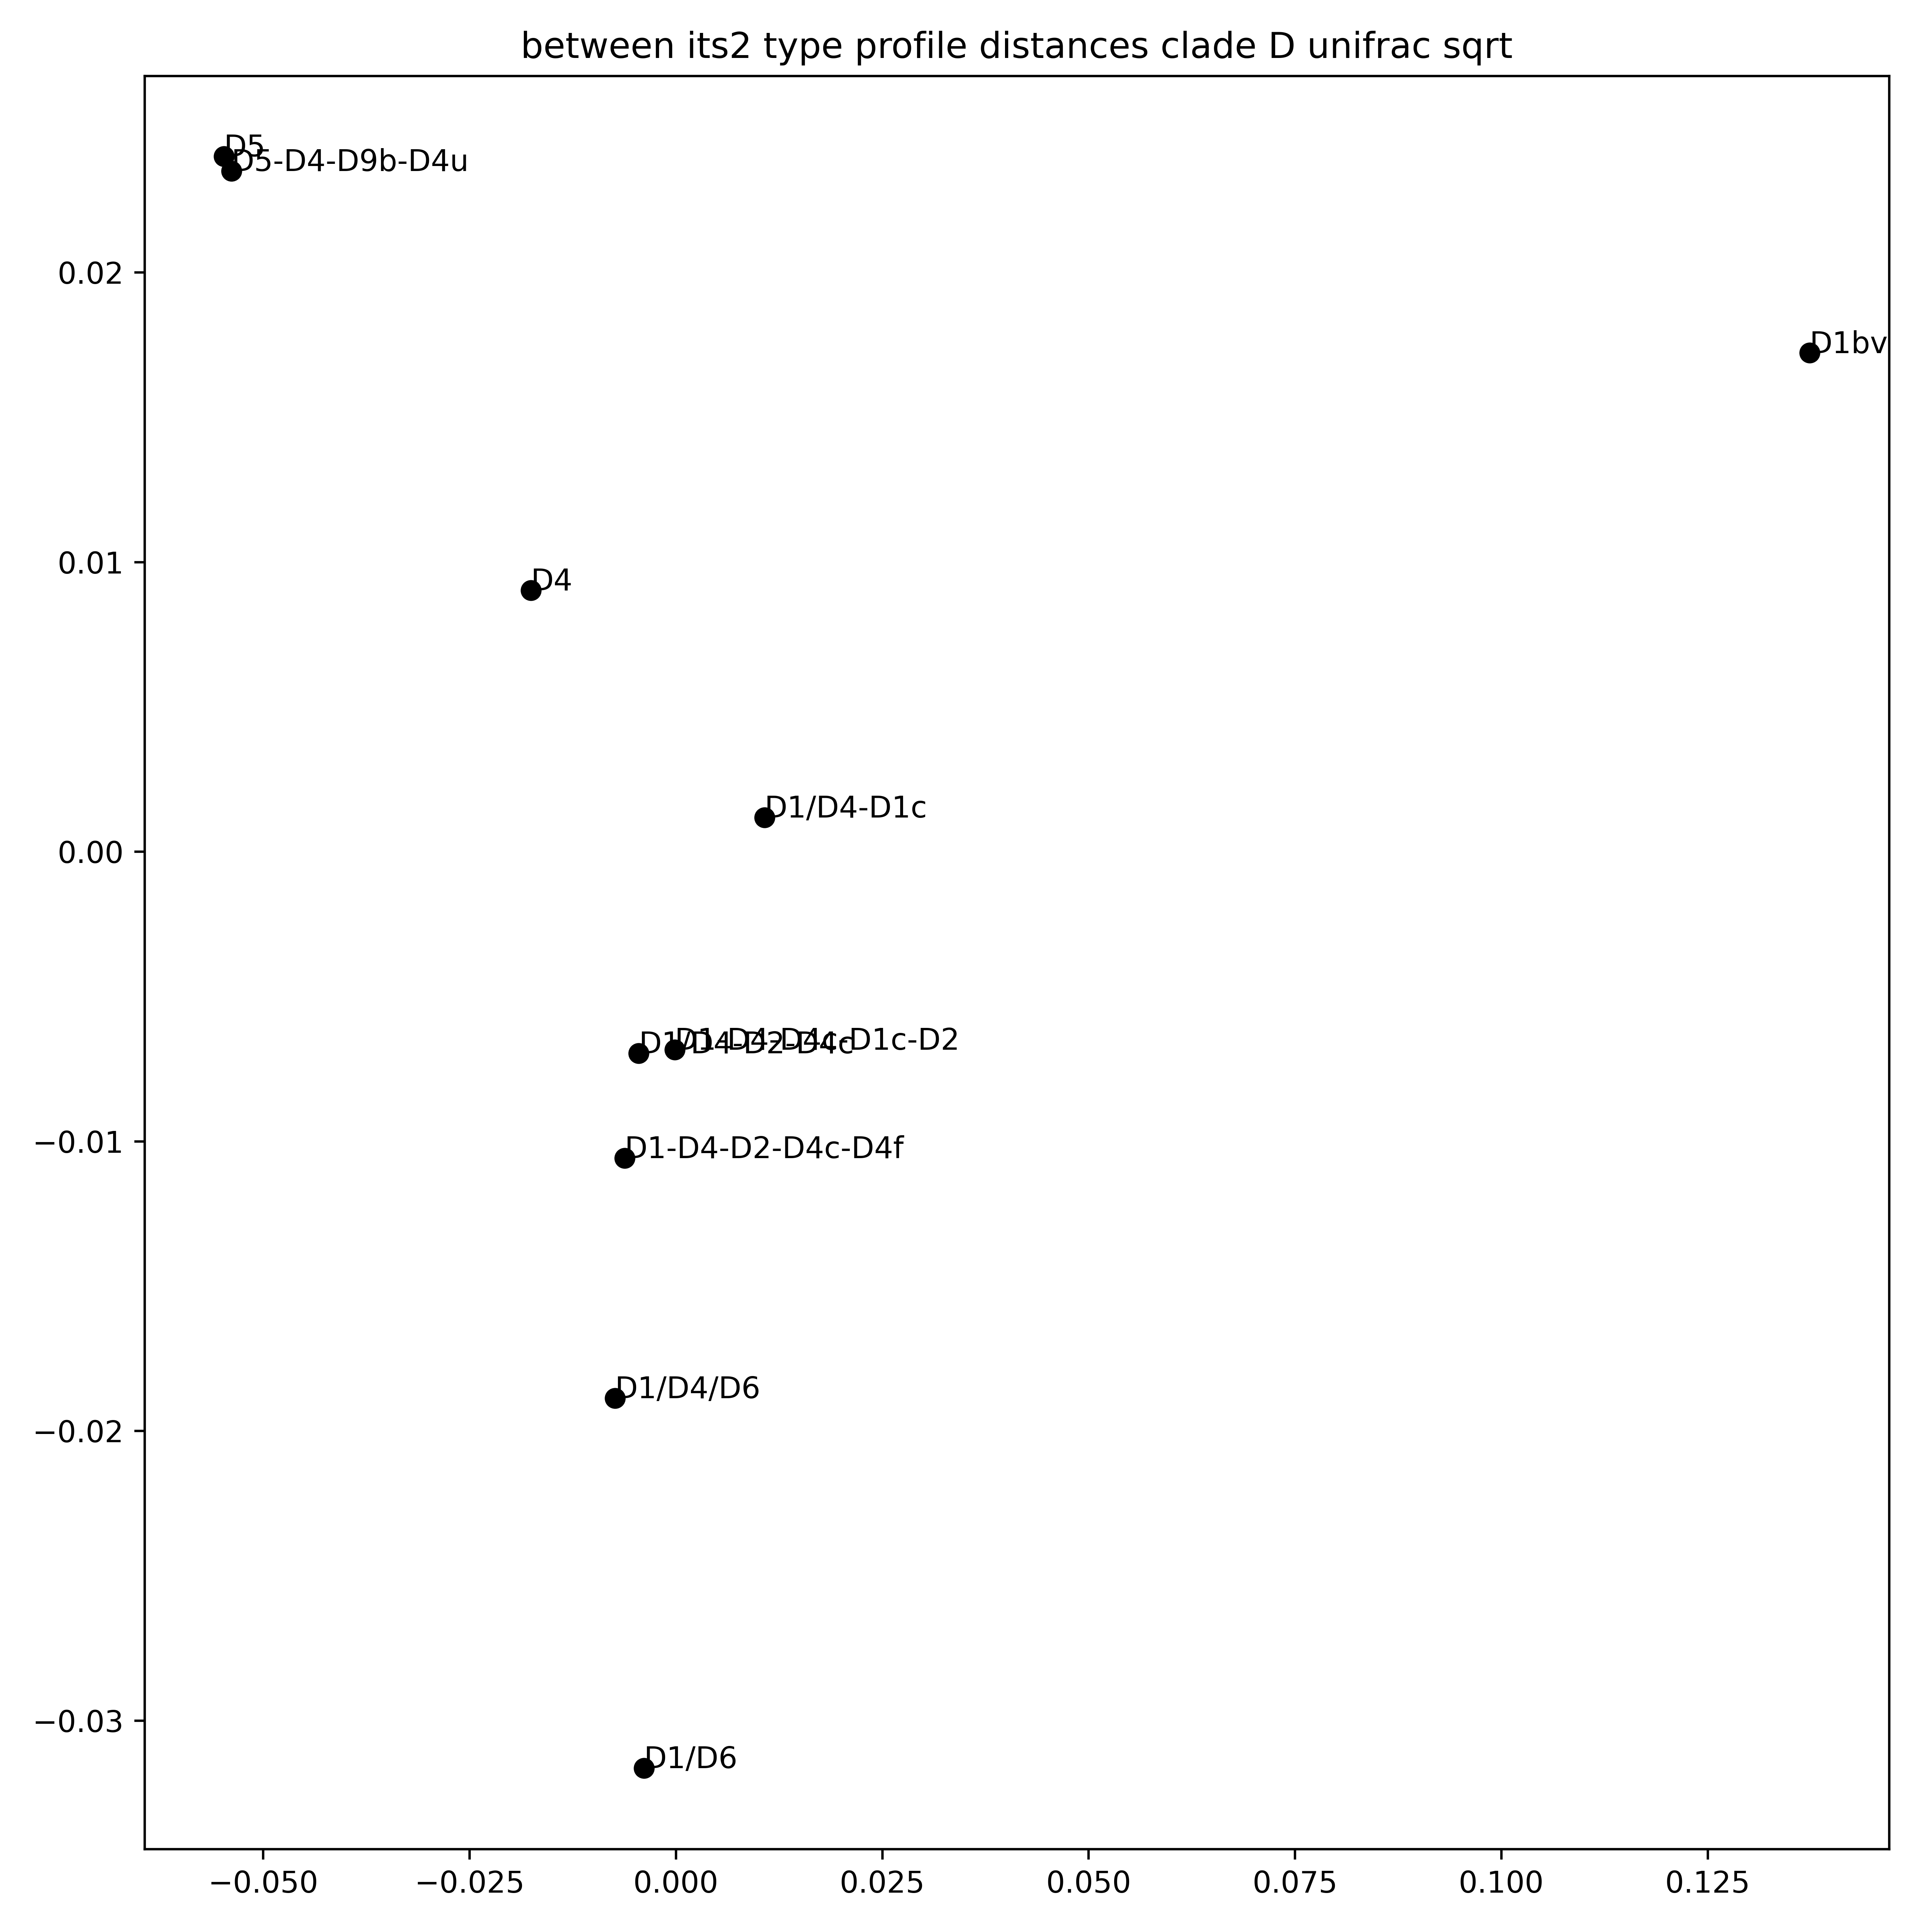 between its2 type profile distances clade D unifrac sqrt
D5
D5-D4-D9b-D4u
0.02
D1bv
0.01
D4
D1/D4-D1c
0.00
D1/D4-D2-D4c
D1-D4-D4c-D1c-D2
−0.01
D1-D4-D2-D4c-D4f
D1/D4/D6
−0.02
−0.03
D1/D6
−0.050 −0.025 0.000 0.025 0.050 0.075 0.100 0.125